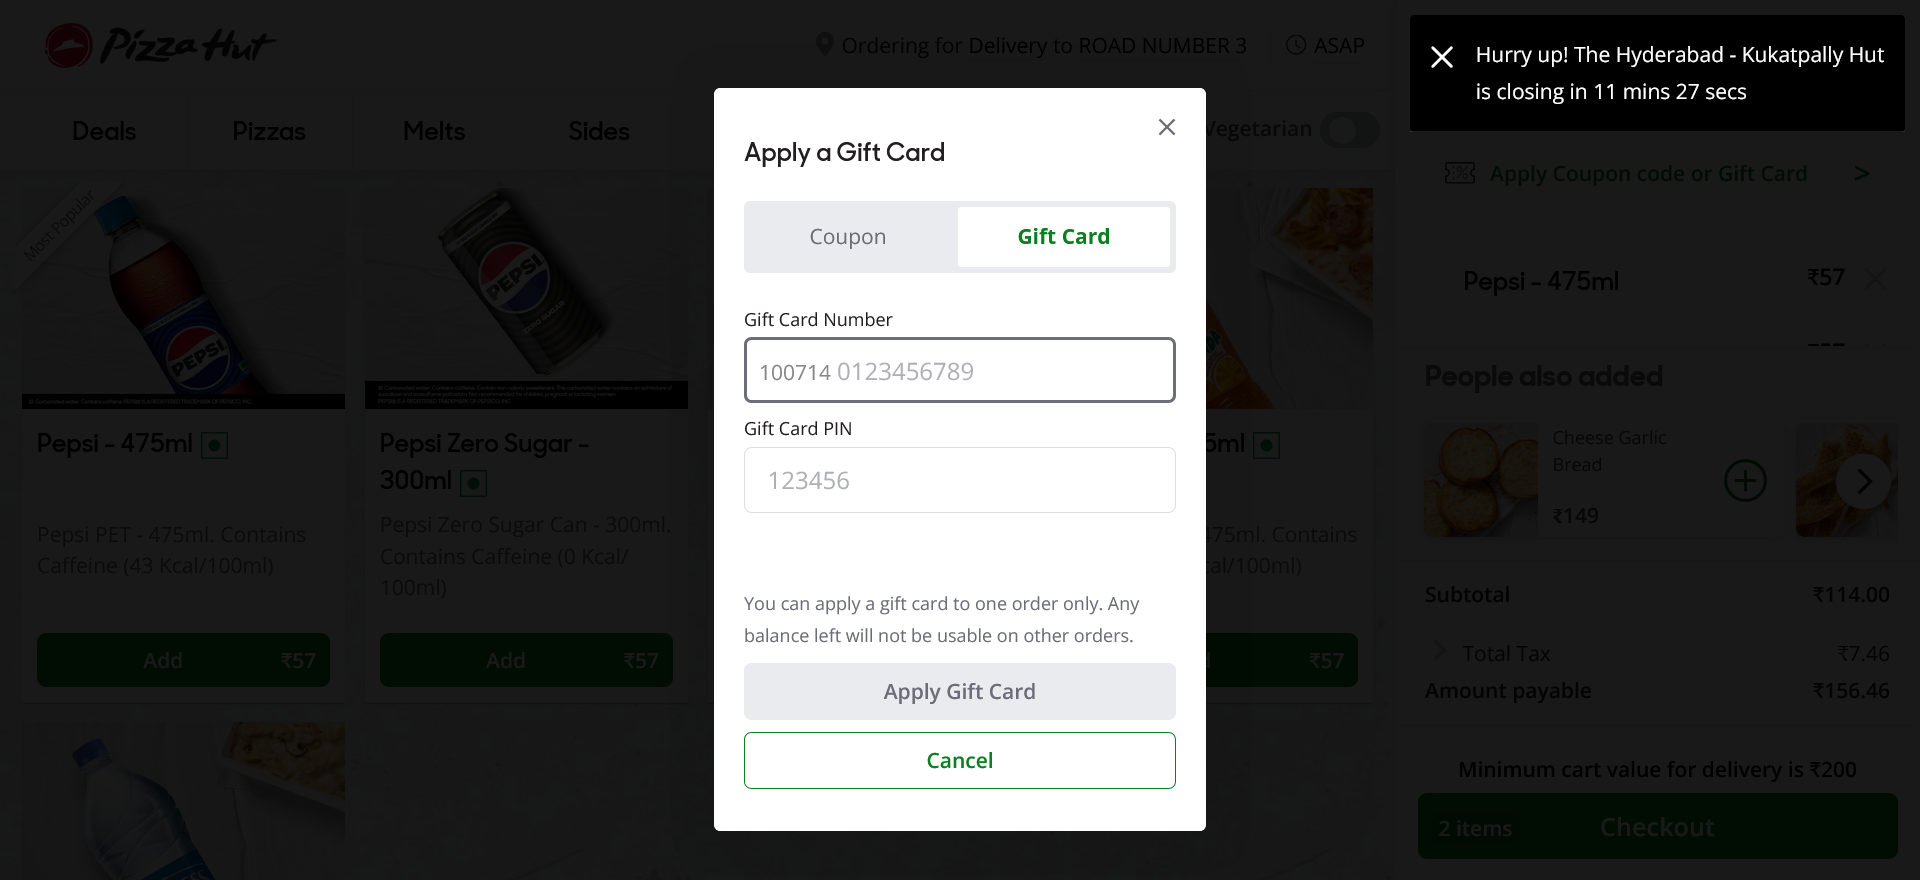 Pizza Hut
Ordering for Delivery to ROAD NUMBER 3
ASAP
Hurry up! The Hyderabad - Kukatpally Hut
is closing in 11 mins 27 secs
Deals
Pizzas
Melts
Sides
Vegetarian
Apply a Gift Card
Coupon
Gift Card
Gift Card Number
100714 0123456789
Gift Card PIN
123456
You can apply a gift card to one order only. Any
balance left will not be usable on other orders.
Apply Gift Card
Cancel
Most Popular
PEPSI
Pepsi - 475ml
Pepsi PET - 475ml. Contains
Caffeine (43 Kcal/100ml)
Add ₹57
PEPSI
ZERO SUGAR
Pepsi Zero Sugar -
300ml
Pepsi Zero Sugar Can - 300ml.
Contains Caffeine (0 Kcal/
100ml)
Add ₹57
5ml
475ml. Contains
cal/100ml)
₹57
Apply Coupon code or Gift Card >
Pepsi - 475ml
₹57
People also added
Cheese Garlic
Bread
₹149
Subtotal ₹114.00
Total Tax ₹7.46
Amount payable ₹156.46
Minimum cart value for delivery is ₹200
2 items Checkout